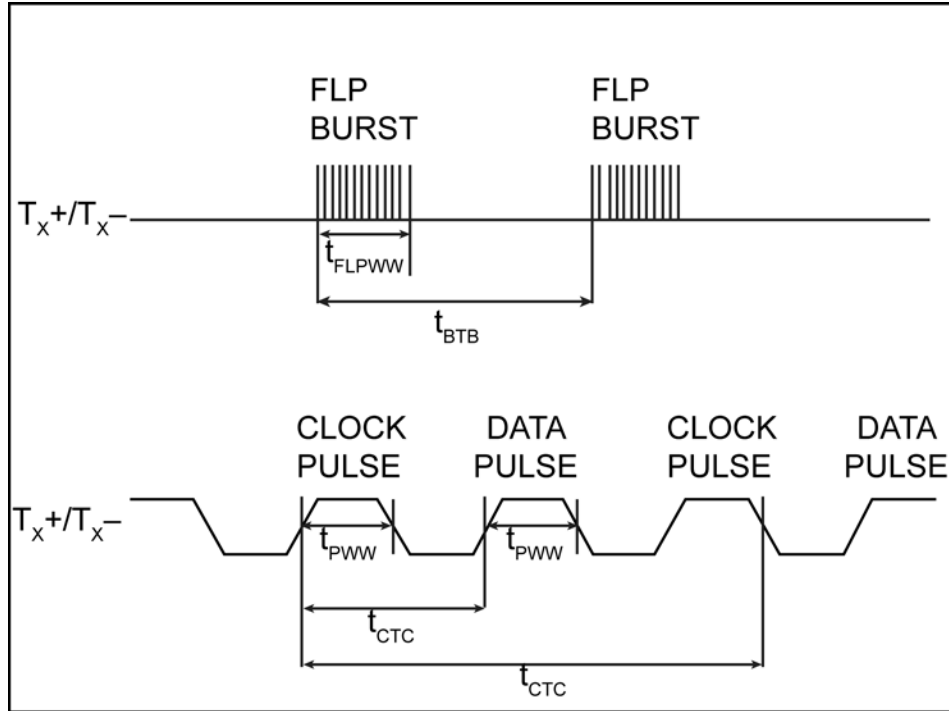 FLP FLP
BURST BURST
Tx+/Tx–
tFLPWW
tBTB
CLOCK DATA CLOCK DATA
PULSE PULSE PULSE PULSE
Tx+/Tx–
tPWW tPWW
tCTC
tCTC